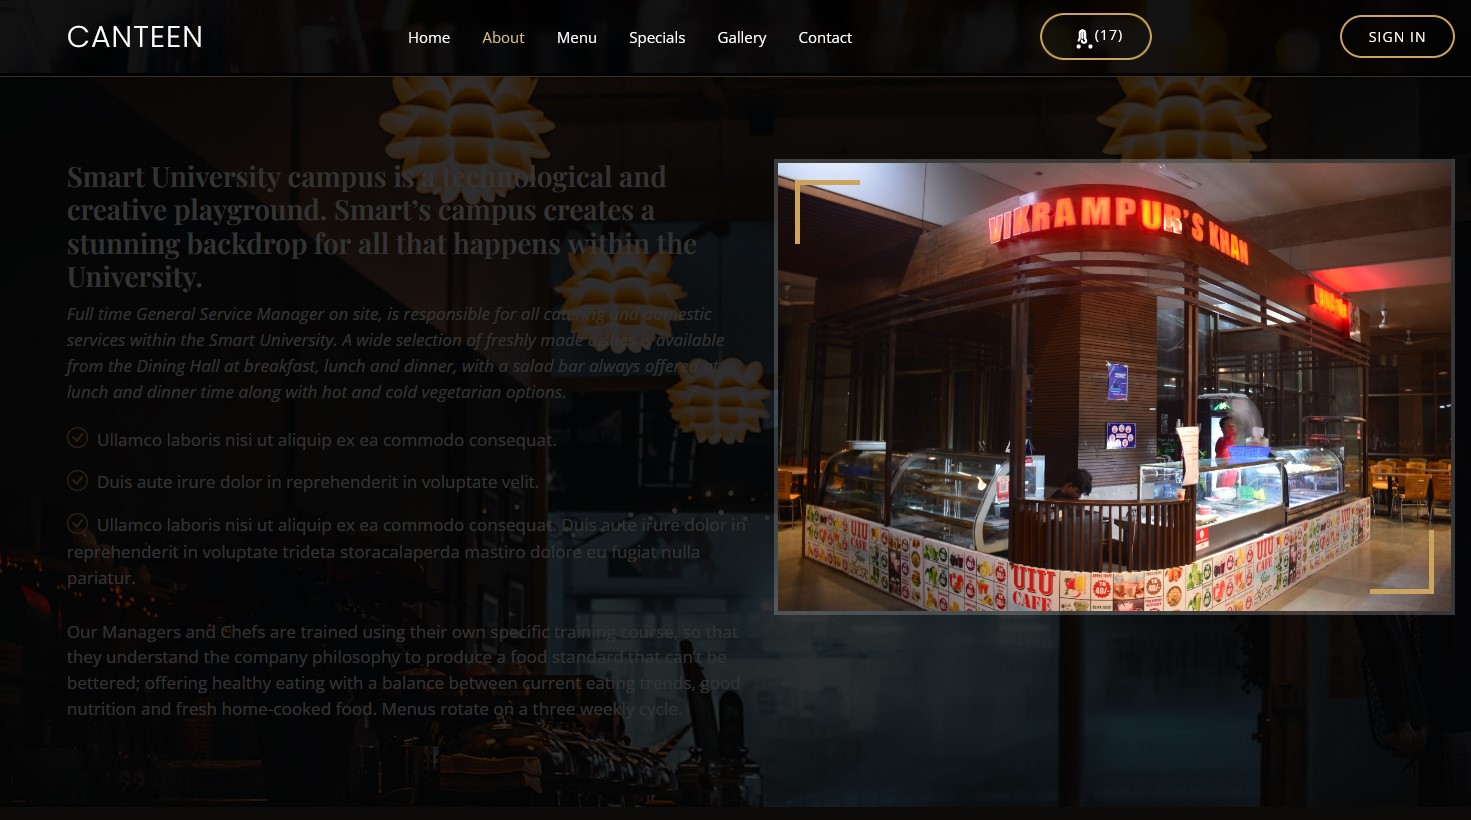 CANTEEN
Home
About
Menu
Specials
Gallery
Contact
(17)
SIGN IN
Smart University campus is a technological and
creative playground. Smart’s campus creates a
stunning backdrop for all that happens within the
University.
Full time General Service Manager on site, is responsible for all catering and domestic
services within the Smart University. A wide selection of freshly made dishes is available
from the Dining Hall at breakfast, lunch and dinner, with a salad bar always offered at
lunch and dinner time along with hot and cold vegetarian options.
Ullamco laboris nisi ut aliquip ex ea commodo consequat.
Duis aute irure dolor in reprehenderit in voluptate velit.
Ullamco laboris nisi ut aliquip ex ea commodo consequat. Duis aute irure dolor in
reprehenderit in voluptate trideta storacalaperda mastiro dolore eu fugiat nulla
pariatur.
Our Managers and Chefs are trained using their own specific training course, so that
they understand the company philosophy to produce a food standard that can't be
bettered; offering healthy eating with a balance between current eating trends, good
nutrition and fresh home-cooked food. Menus rotate on a three weekly cycle.
VIKRAMPUR'S KHAN
UIU
CAFE
UIU
CAFE
UIU
CAFE